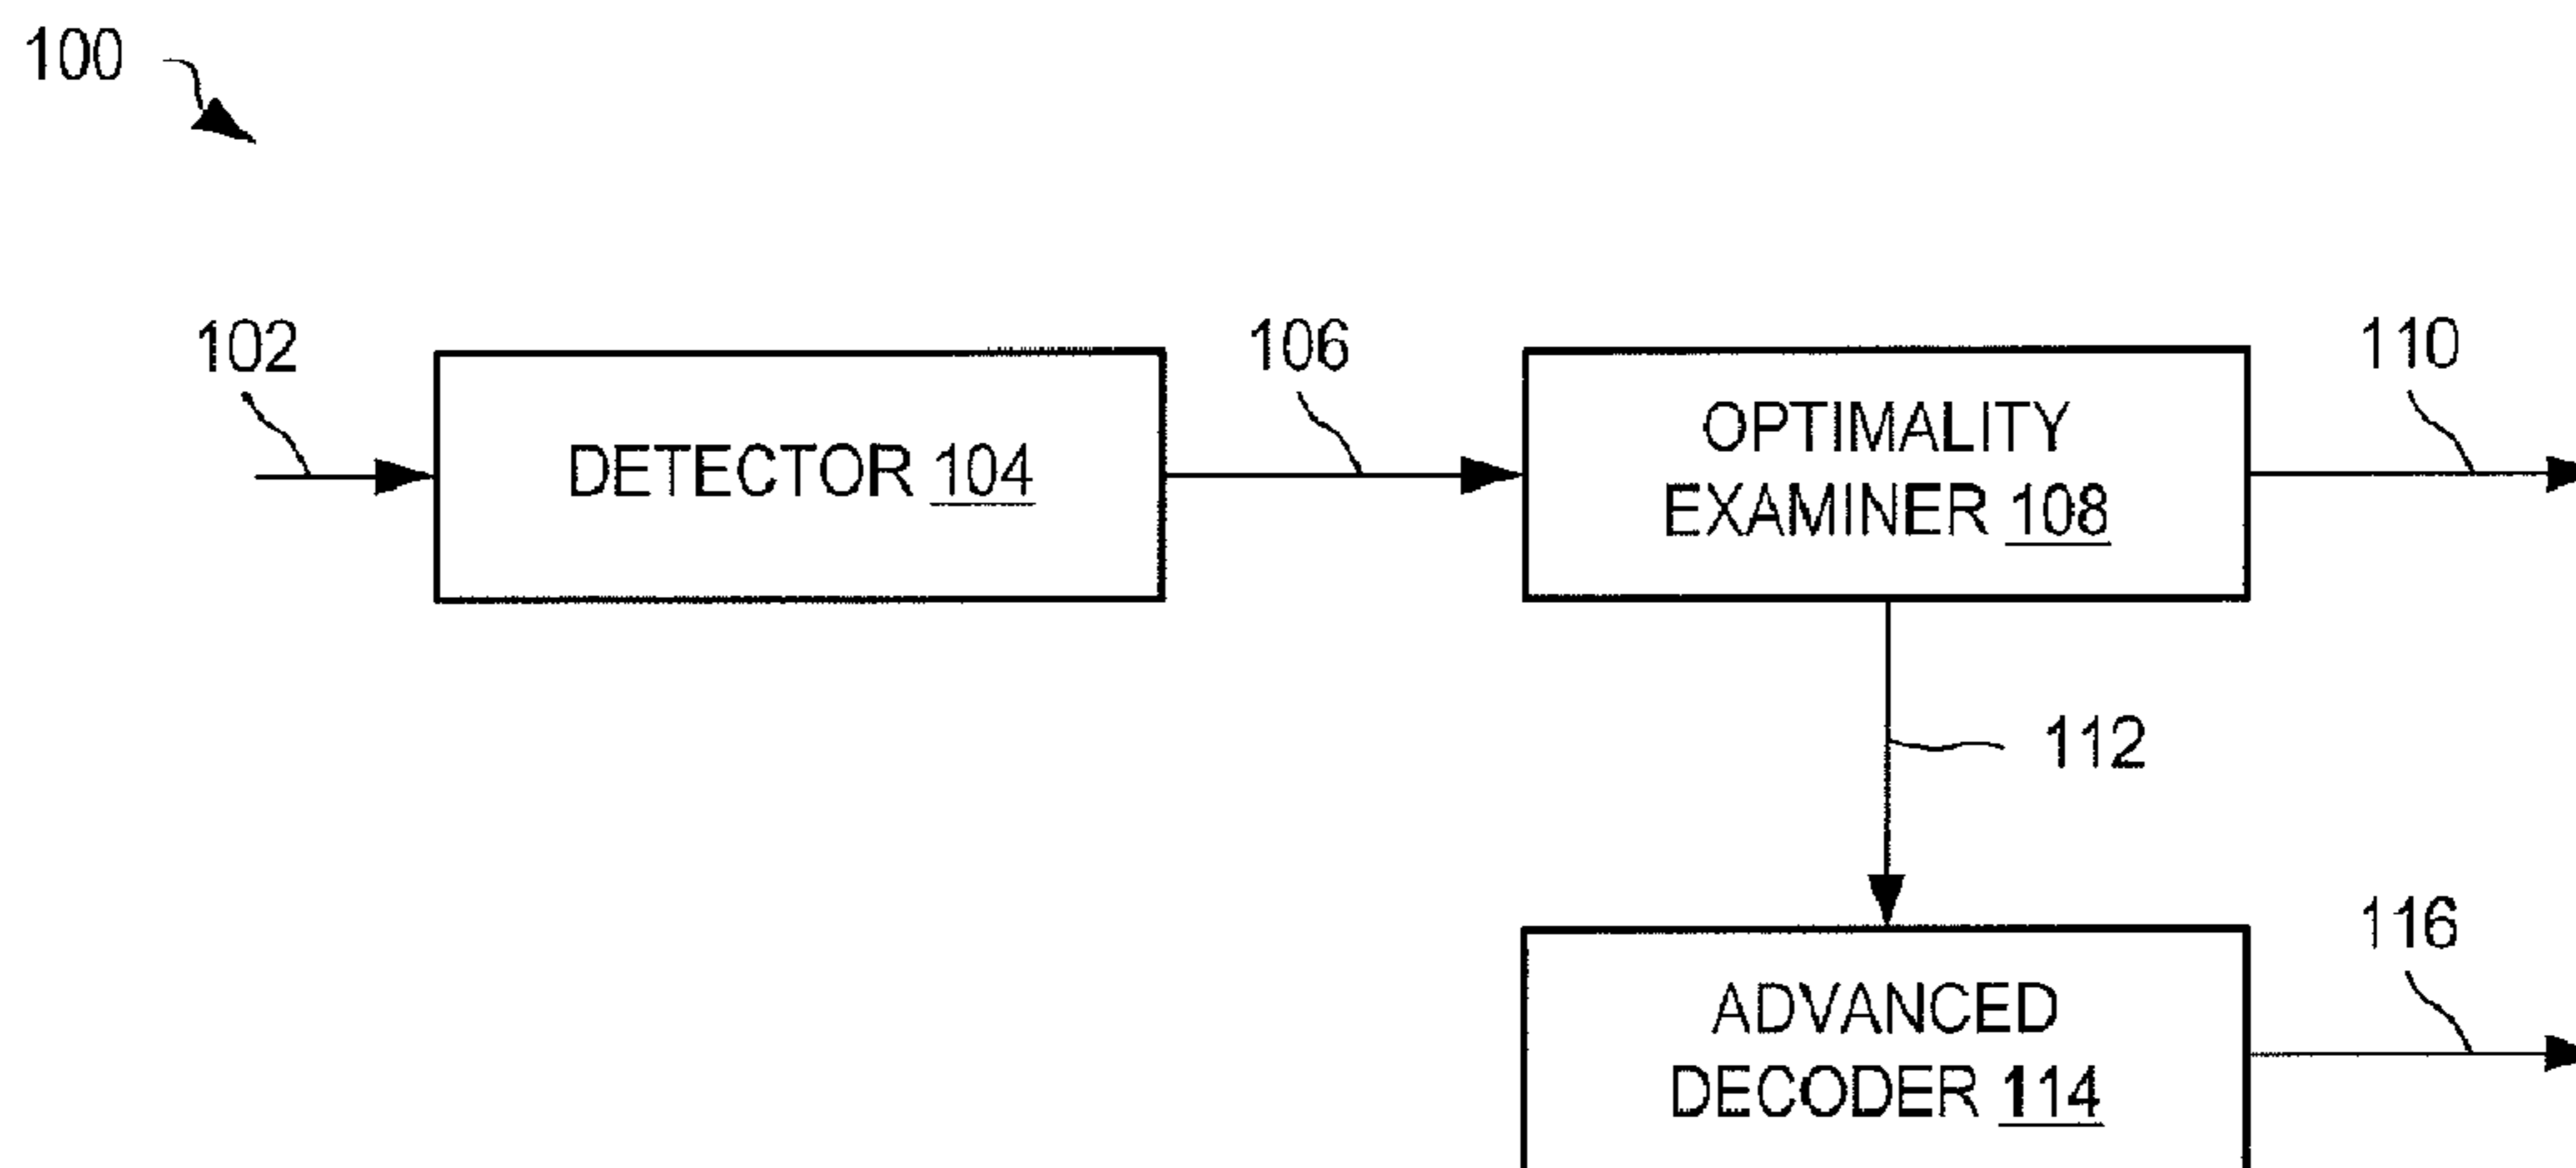 100
102
106
110
DETECTOR 104
OPTIMALITY
EXAMINER 108
112
116
ADVANCED
DECODER 114